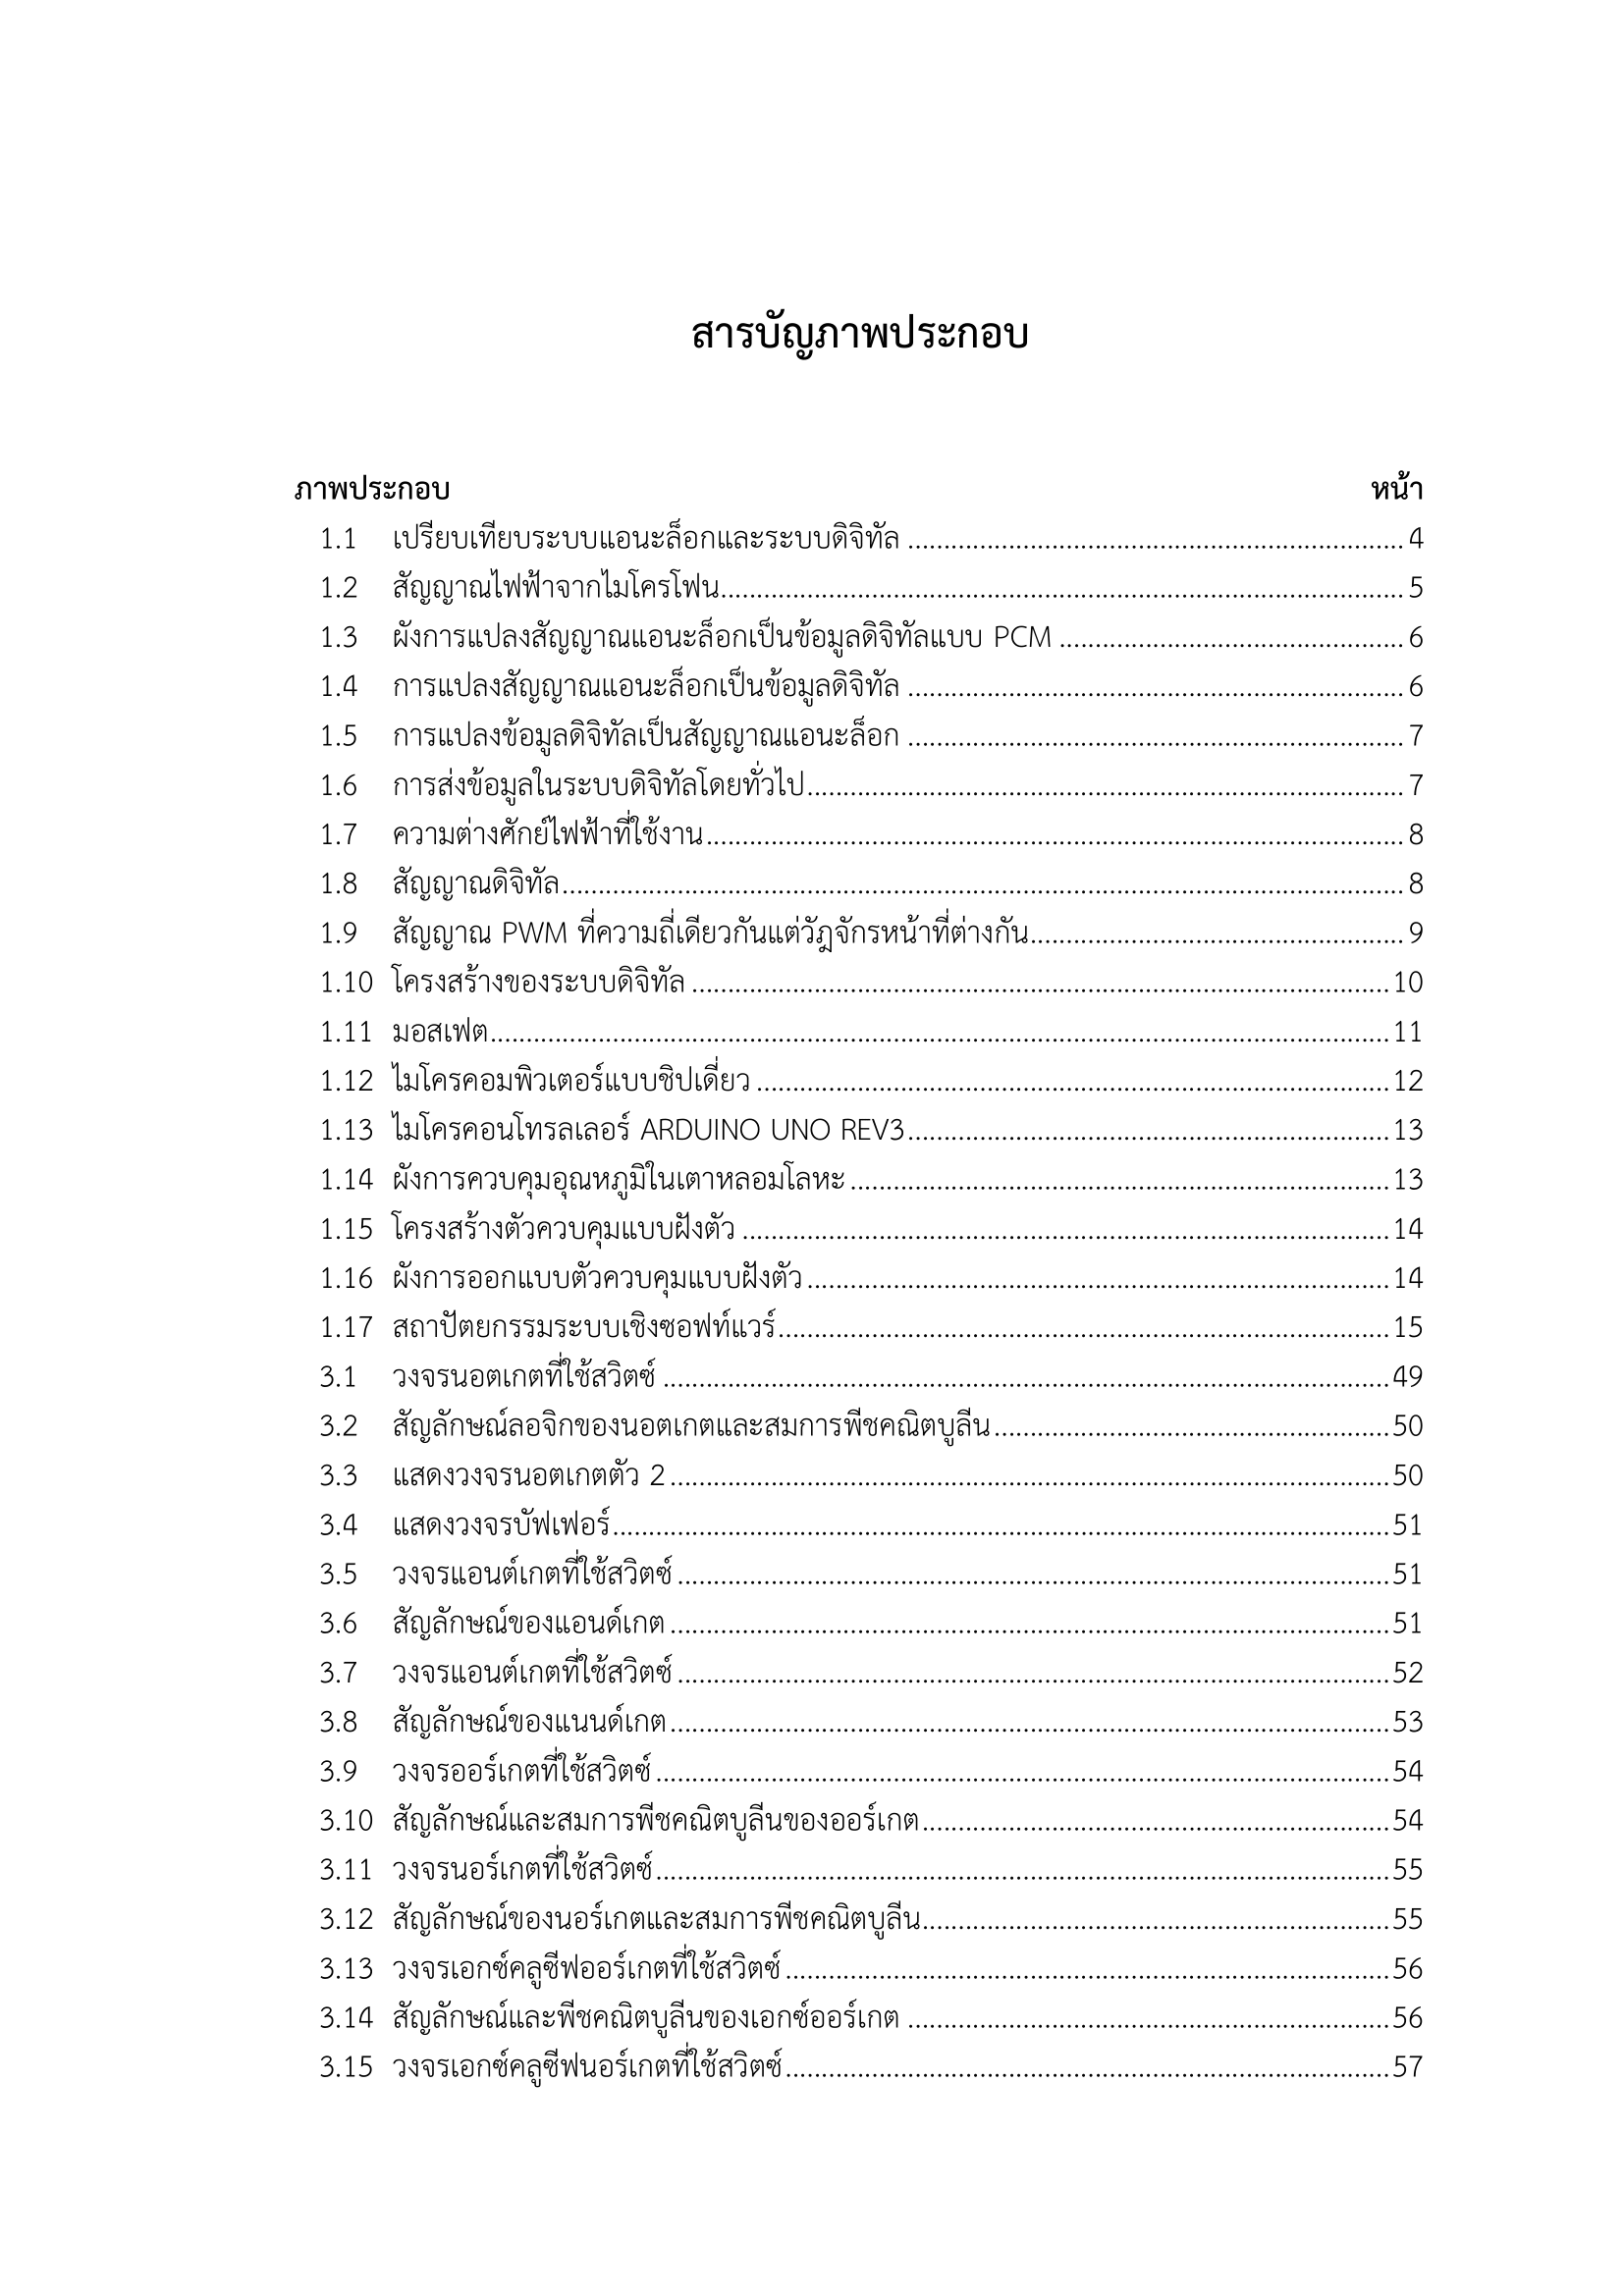 สารบัญภาพประกอบ
ภาพประกอบ หน้า
1.1 เปรียบเทียบระบบแอนะล็อกและระบบดิจิทัล ........ 4
1.2 สัญญาณไฟฟ้าจากไมโครโฟน........ 5
1.3 ผังการแปลงสัญญาณแอนะล็อกเป็นข้อมูลดิจิทัลแบบ PCM ........ 6
1.4 การแปลงสัญญาณแอนะล็อกเป็นข้อมูลดิจิทัล ........ 6
1.5 การแปลงข้อมูลดิจิทัลเป็นสัญญาณแอนะล็อก ........ 7
1.6 การส่งข้อมูลในระบบดิจิทัลโดยทั่วไป........ 7
1.7 ความต่างศักย์ไฟฟ้าที่ใช้งาน........ 8
1.8 สัญญาณดิจิทัล........ 8
1.9 สัญญาณ PWM ที่ความถี่เดียวกันแต่วัฎจักรหน้าที่ต่างกัน........ 9
1.10 โครงสร้างของระบบดิจิทัล ........ 10
1.11 มอสเฟต........ 11
1.12 ไมโครคอมพิวเตอร์แบบชิปเดี่ยว ........ 12
1.13 ไมโครคอนโทรลเลอร์ ARDUINO UNO REV3........ 13
1.14 ผังการควบคุมอุณหภูมิในเตาหลอมโลหะ........ 13
1.15 โครงสร้างตัวควบคุมแบบฝังตัว ........ 14
1.16 ผังการออกแบบตัวควบคุมแบบฝังตัว........ 14
1.17 สถาปัตยกรรมระบบเชิงซอฟท์แวร์........ 15
3.1 วงจรนอตเกตที่ใช้สวิตซ์ ........ 49
3.2 สัญลักษณ์ลอจิกของนอตเกตและสมการพีชคณิตบูลีน........ 50
3.3 แสดงวงจรนอตเกตตัว 2........ 50
3.4 แสดงวงจรบัฟเฟอร์........ 51
3.5 วงจรแอนต์เกตที่ใช้สวิตซ์........ 51
3.6 สัญลักษณ์ของแอนด์เกต ........ 51
3.7 วงจรแอนต์เกตที่ใช้สวิตซ์........ 52
3.8 สัญลักษณ์ของแนนด์เกต........ 53
3.9 วงจรออร์เกตที่ใช้สวิตซ์........ 54
3.10 สัญลักษณ์และสมการพีชคณิตบูลีนของออร์เกต........ 54
3.11 วงจรนอร์เกตที่ใช้สวิตซ์........ 55
3.12 สัญลักษณ์ของนอร์เกตและสมการพีชคณิตบูลีน........ 55
3.13 วงจรเอกซ์คลูซีฟออร์เกตที่ใช้สวิตซ์........ 56
3.14 สัญลักษณ์และพีชคณิตบูลีนของเอกซ์ออร์เกต ........ 56
3.15 วงจรเอกซ์คลูซีฟนอร์เกตที่ใช้สวิตซ์........ 57